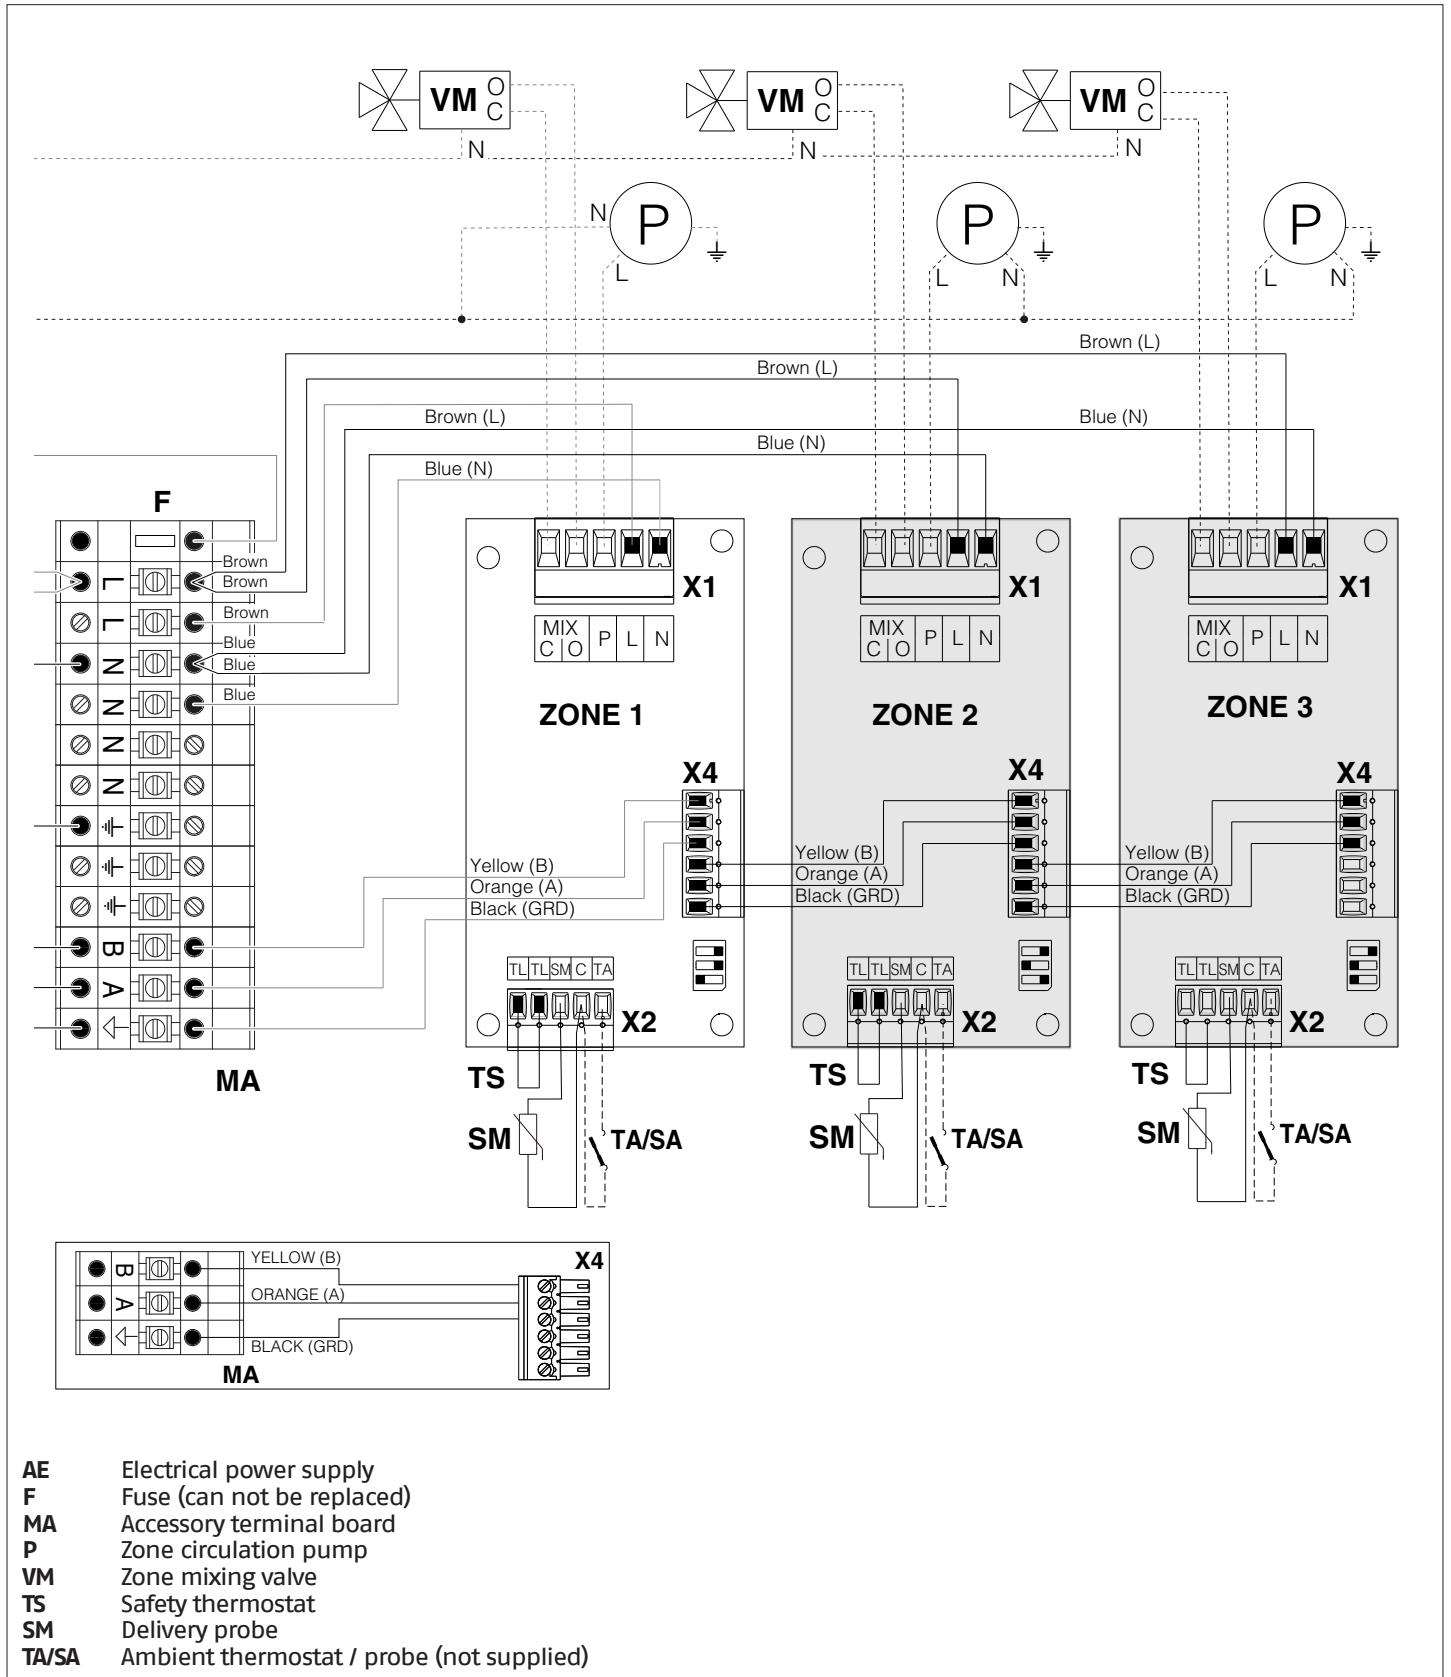 VM O C
VM O C
VM O C
N
N
N
N P
P
P
L
L N
L N
Brown (L)
Brown (L)
Brown (L)
Blue (N)
Blue (N)
Blue (N)
F
Brown
L Brown
L Brown
Blue
N Blue
N Blue
N
N
B
A
MA
X1
X1
X1
MIX C O P L N
MIX C O P L N
MIX C O P L N
ZONE 1
ZONE 2
ZONE 3
X4
X4
X4
Yellow (B)
Orange (A)
Black (GRD)
Yellow (B)
Orange (A)
Black (GRD)
Yellow (B)
Orange (A)
Black (GRD)
TL TL SM C TA
TL TL SM C TA
TL TL SM C TA
X2
X2
X2
TS
TS
TS
SM TA/SA
SM TA/SA
SM TA/SA
B YELLOW (B)
A ORANGE (A)
BLACK (GRD)
X4
MA
AE Electrical power supply
F Fuse (can not be replaced)
MA Accessory terminal board
P Zone circulation pump
VM Zone mixing valve
TS Safety thermostat
SM Delivery probe
TA/SA Ambient thermostat / probe (not supplied)